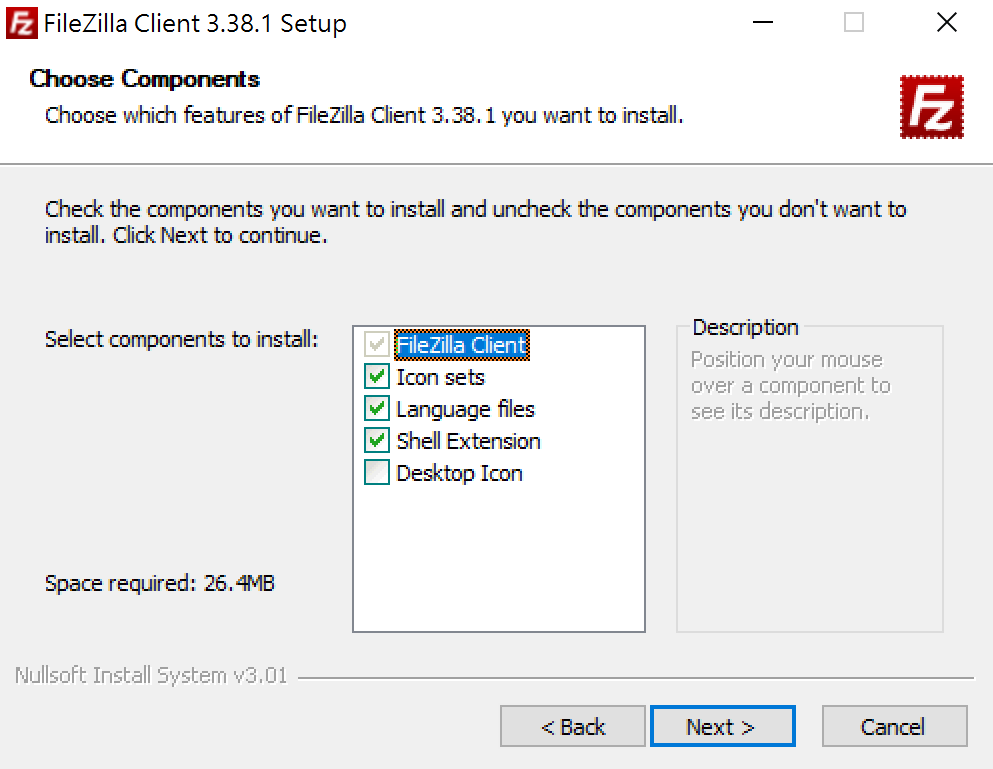 FileZilla Client 3.38.1 Setup
Choose Components
Choose which features of FileZilla Client 3.38.1 you want to install.
Fz
Check the components you want to install and uncheck the components you don't want to
install. Click Next to continue.
Select components to install:
FileZilla Client
Icon sets
Language files
Shell Extension
Desktop Icon
Description
Position your mouse
over a component to
see its description.
Space required: 26.4MB
Nullsoft Install System v3.01
< Back
Next >
Cancel